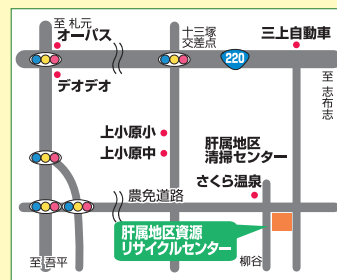 至 札元
オーパス
十三塚
交差点
三上自動車
220
デオデオ
至 志布志
上小原小
上小原中
肝属地区
清掃センター
さくら温泉
農免道路
肝属地区資源
リサイクルセンター
至 吾平
柳谷